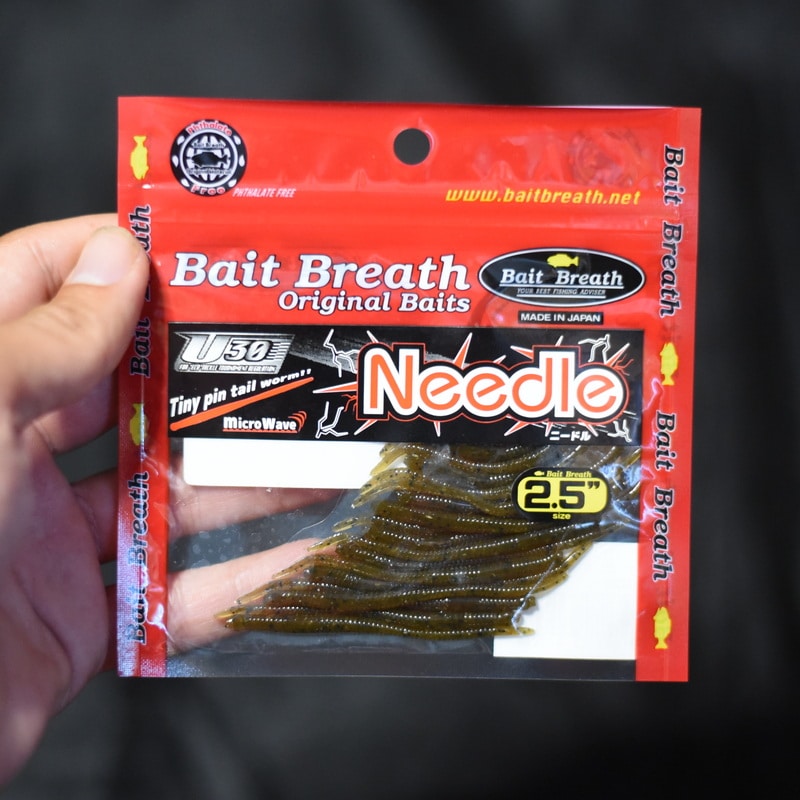 Phthalate
Free
PHTHALATE FREE
www.baitbreath.net
Bait Breath
Original Baits
Bait Breath
YOUR BEST FISHING ADVISER
MADE IN JAPAN
U30
Tiny pin tail worm!!
MicroWave
Needle
ニードル
Bait Breath
2.5"
size
Bait Breath
Bait Breath
Bait Breath
Bait Breath